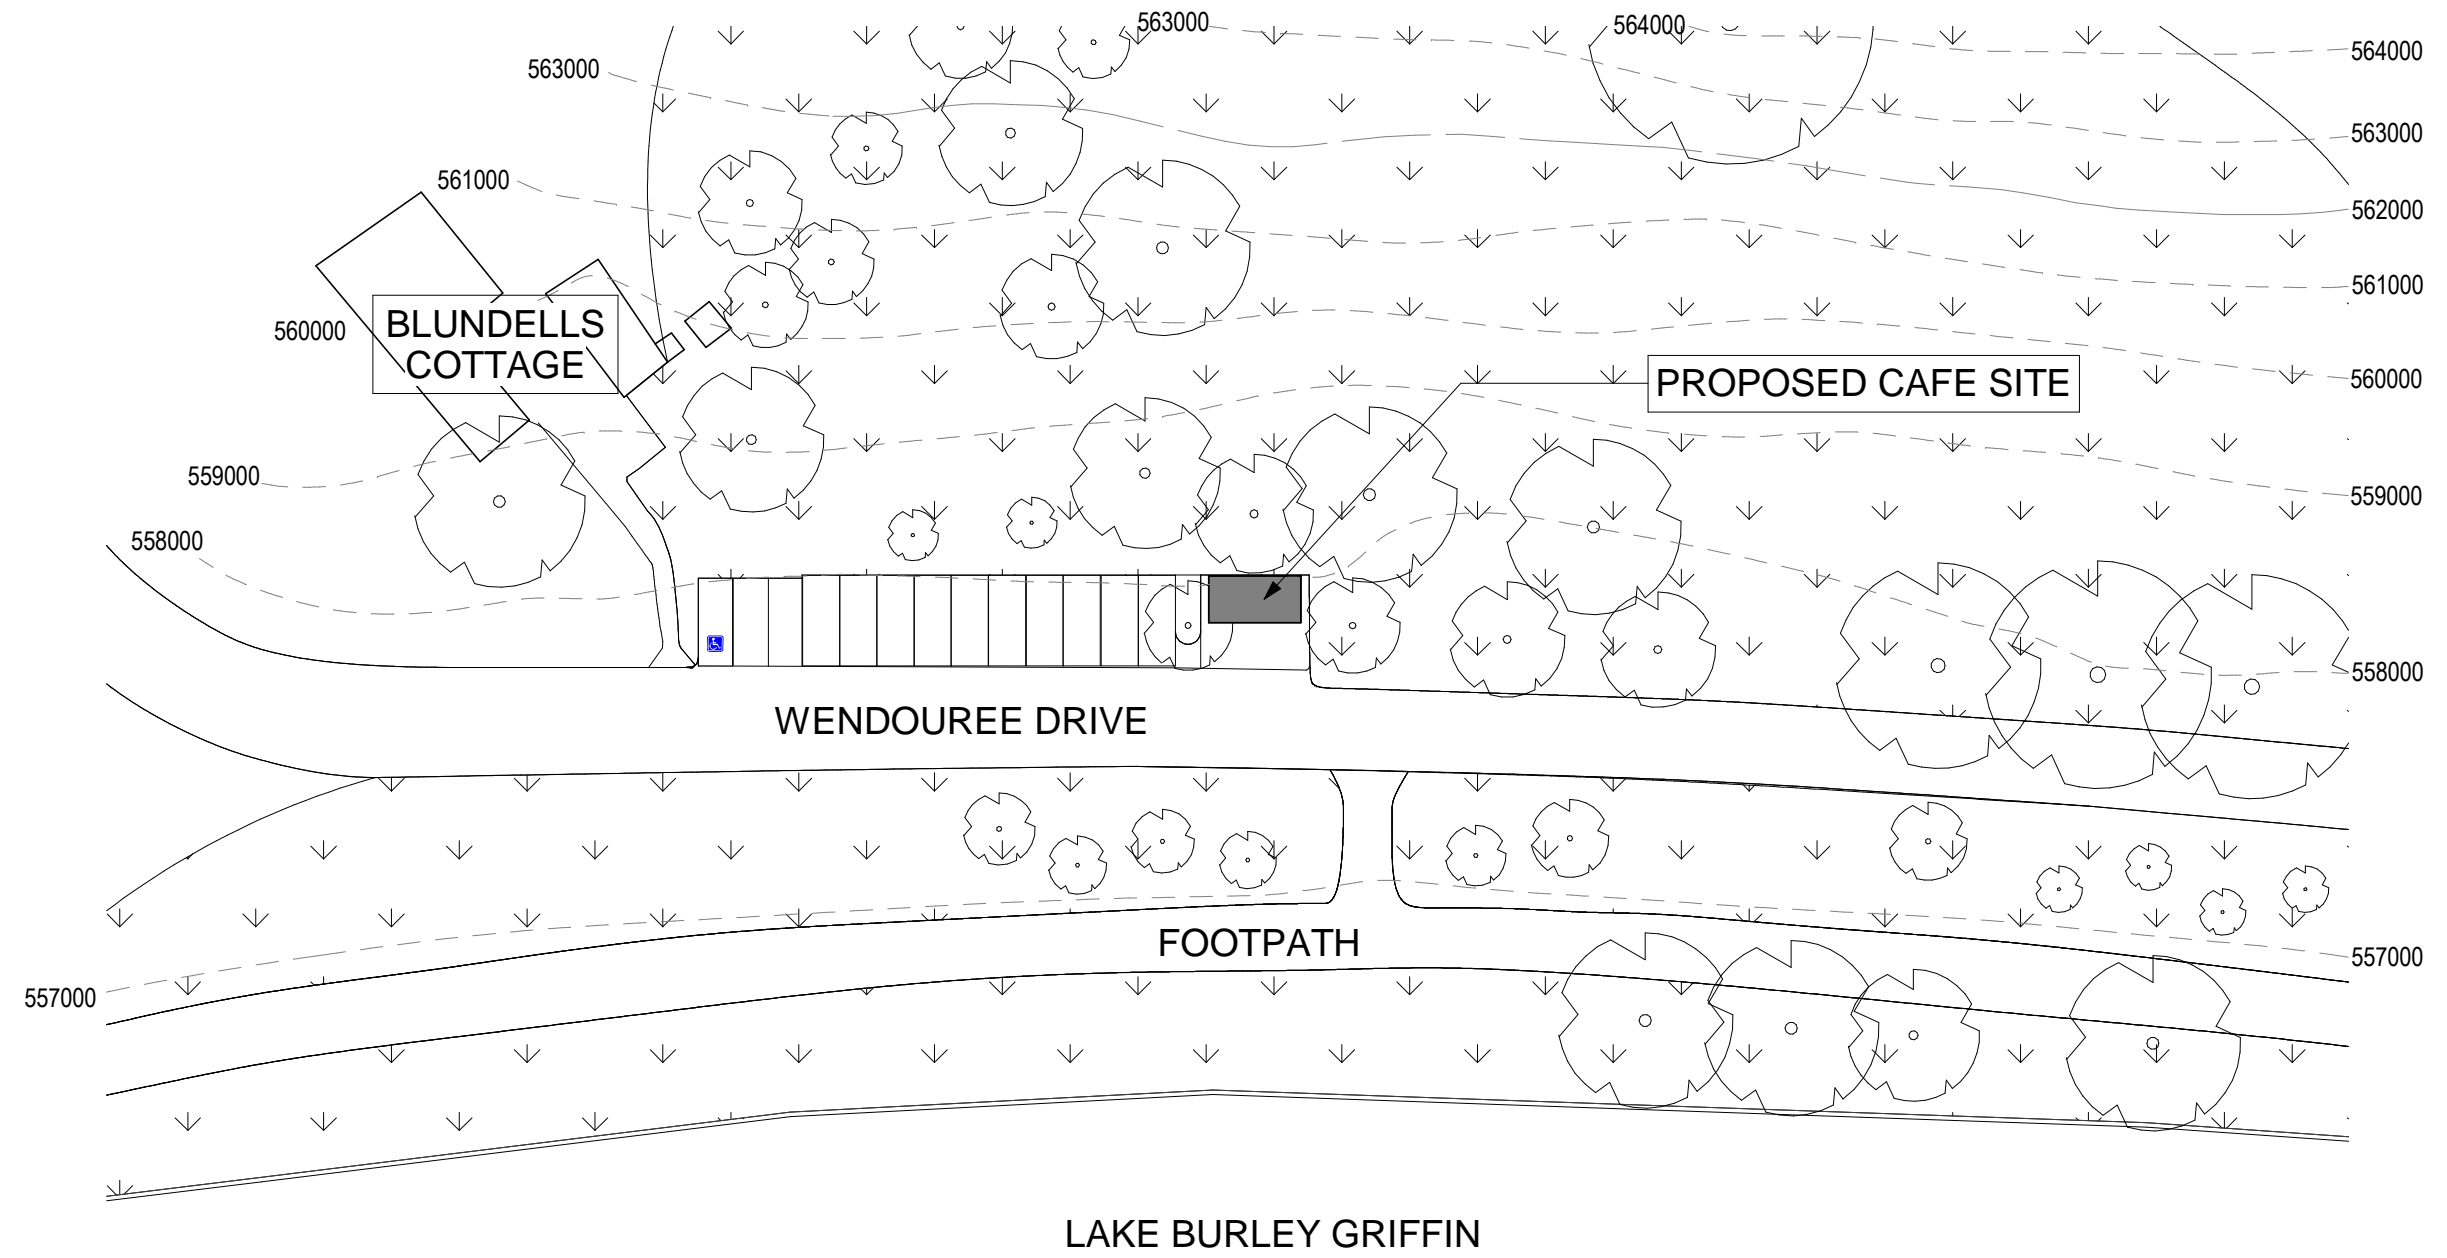 563000
564000
564000
563000
563000
561000
562000
561000
BLUNDELLS
COTTAGE
560000
PROPOSED CAFE SITE
560000
559000
559000
558000
558000
WENDOUREE DRIVE
FOOTPATH
557000
557000
LAKE BURLEY GRIFFIN